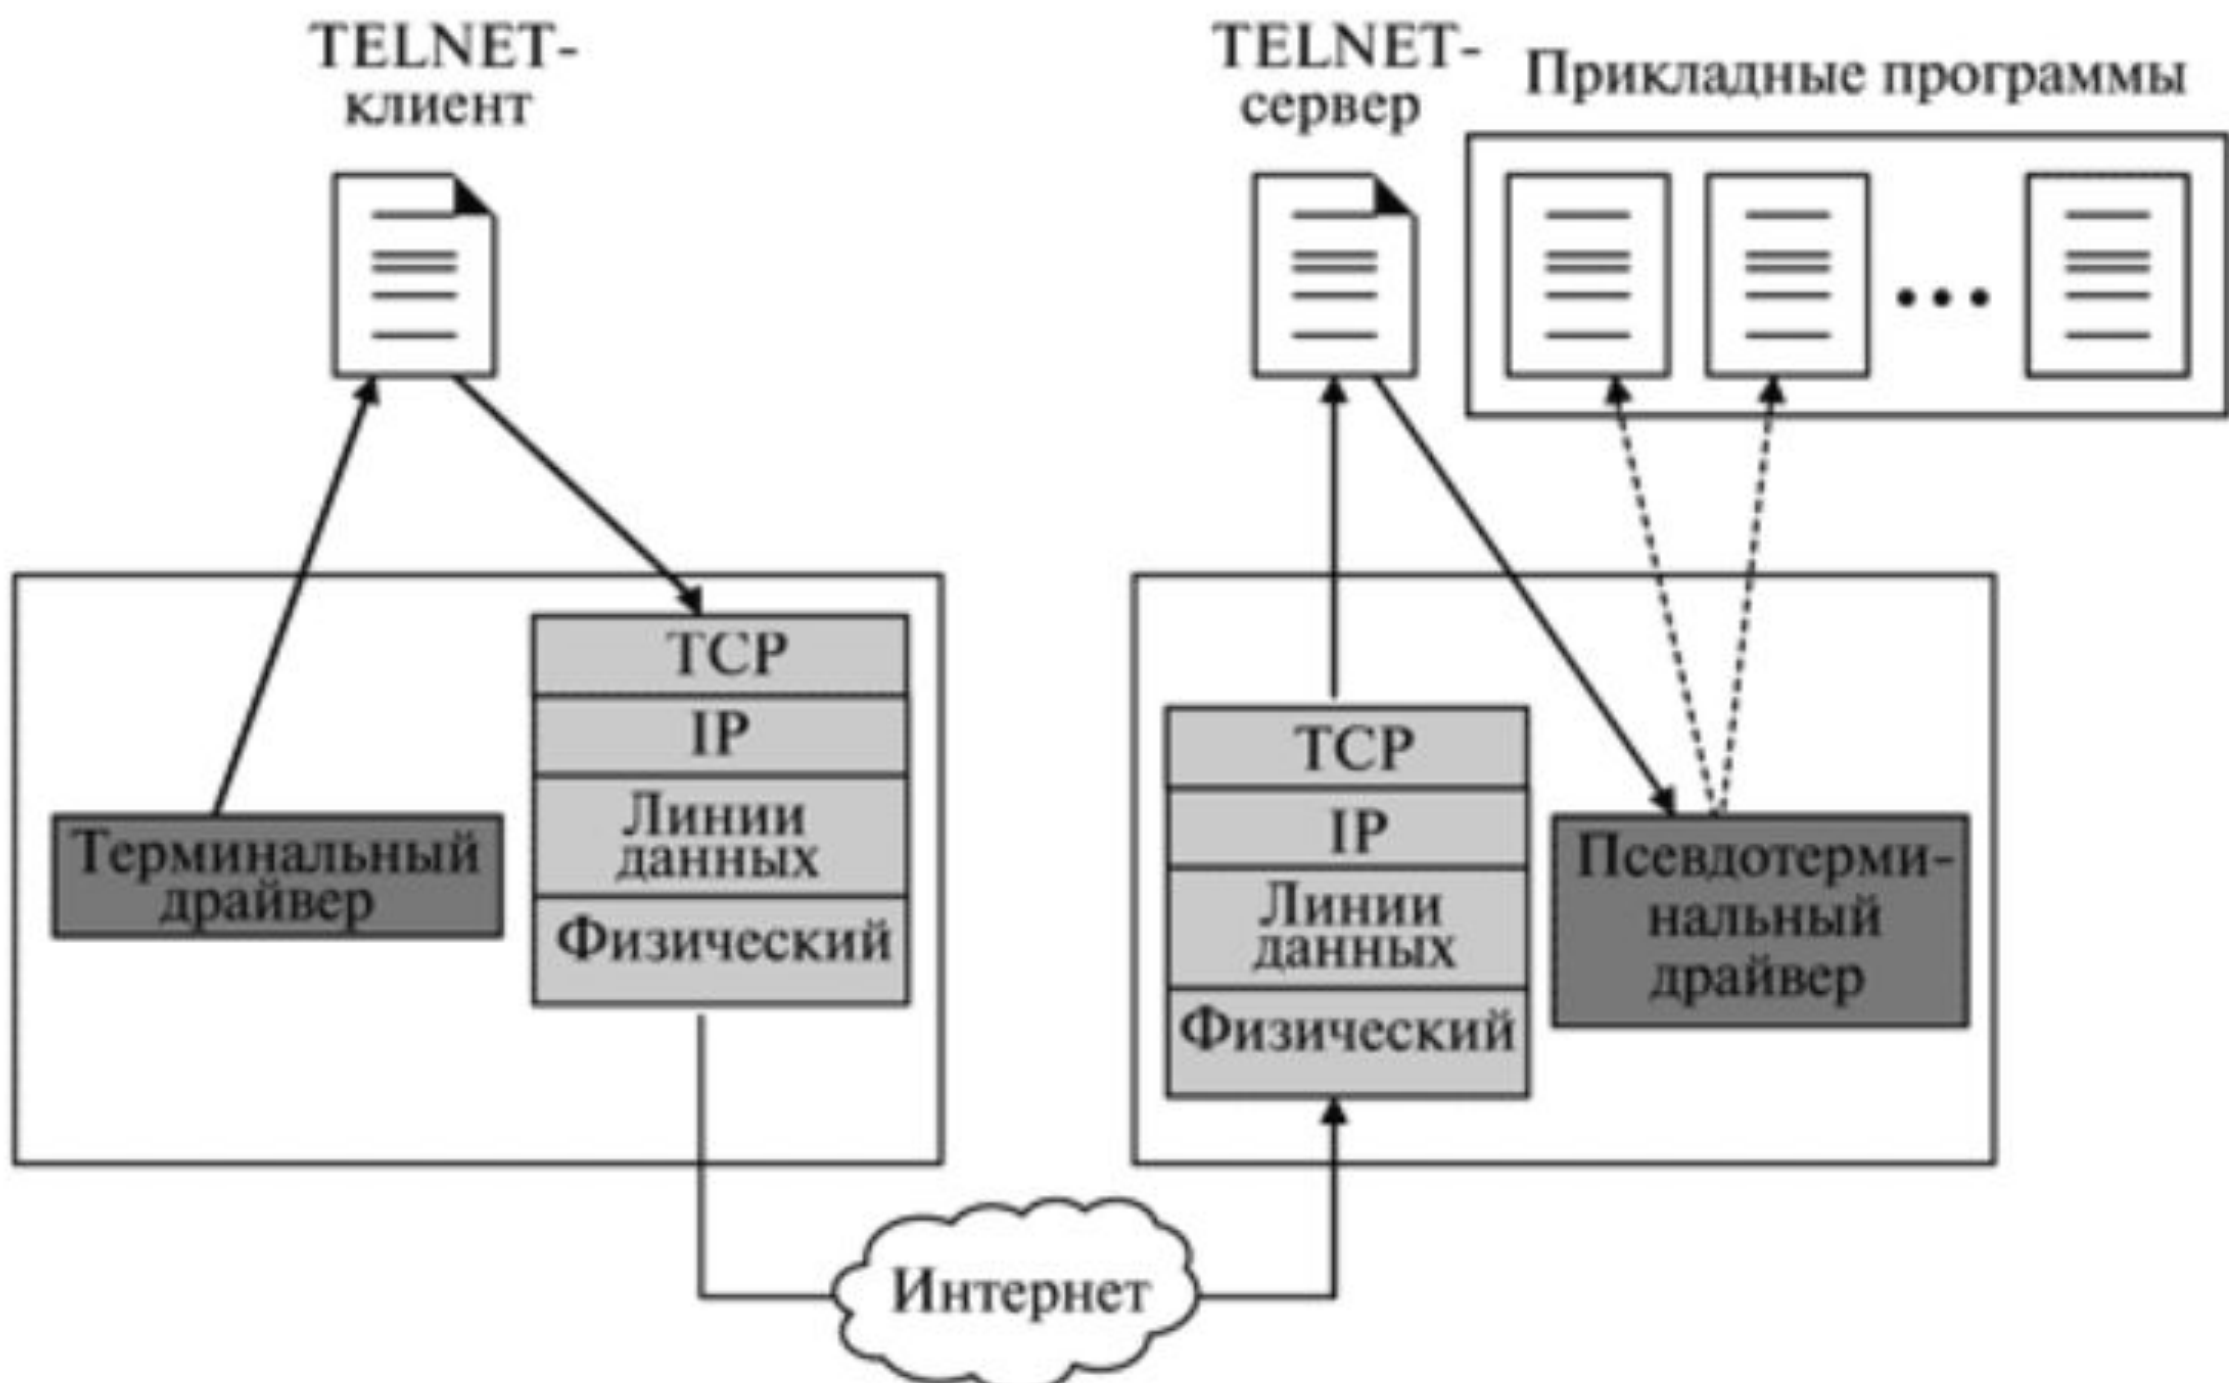 TELNET-
клиент
TELNET-
сервер
Прикладные программы
Терминальный
драйвер
TCP
IP
Линии
данных
Физический
TCP
IP
Линии
данных
Физический
Псевдотерми-
нальный
драйвер
Интернет